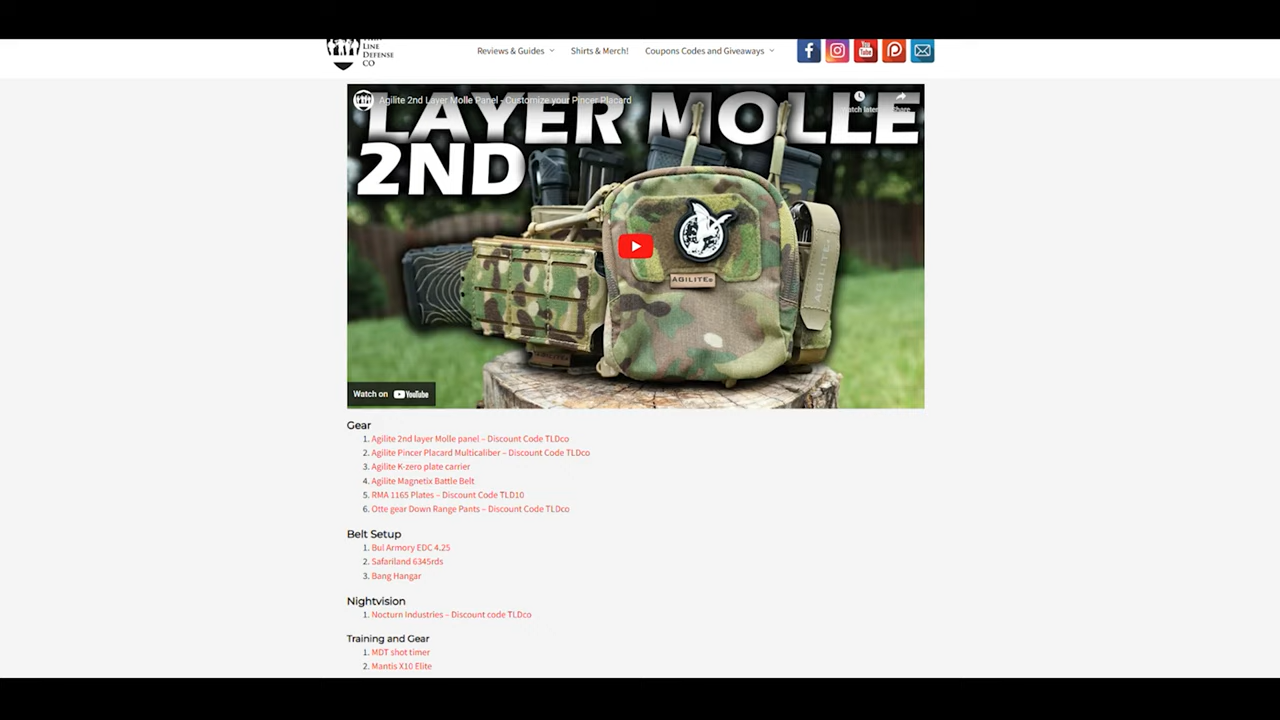 LINE
DEFENSE
CO
Reviews & Guides
Shirts & Merch!
Coupons Codes and Giveaways
Agilite 2nd Layer Molle Panel - Customize your Pincer Placard
Watch later
Share
LAYER MOLLE
2ND
AGILITE
AGILITE
Watch on YouTube
Gear
1. Agilite 2nd layer Molle panel – Discount Code TLDco
2. Agilite Pincer Placard Multicaliber – Discount Code TLDco
3. Agilite K-zero plate carrier
4. Agilite Magnetix Battle Belt
5. RMA 1165 Plates – Discount Code TLD10
6. Otte gear Down Range Pants – Discount Code TLDco
Belt Setup
1. Bul Armory EDC 4.25
2. Safariland 6345rds
3. Bang Hangar
Nightvision
1. Nocturn Industries – Discount code TLDco
Training and Gear
1. MDT shot timer
2. Mantis X10 Elite